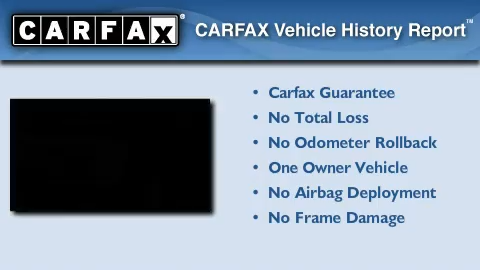 CARFAX® CARFAX Vehicle History Report™
• Carfax Guarantee
• No Total Loss
• No Odometer Rollback
• One Owner Vehicle
• No Airbag Deployment
• No Frame Damage